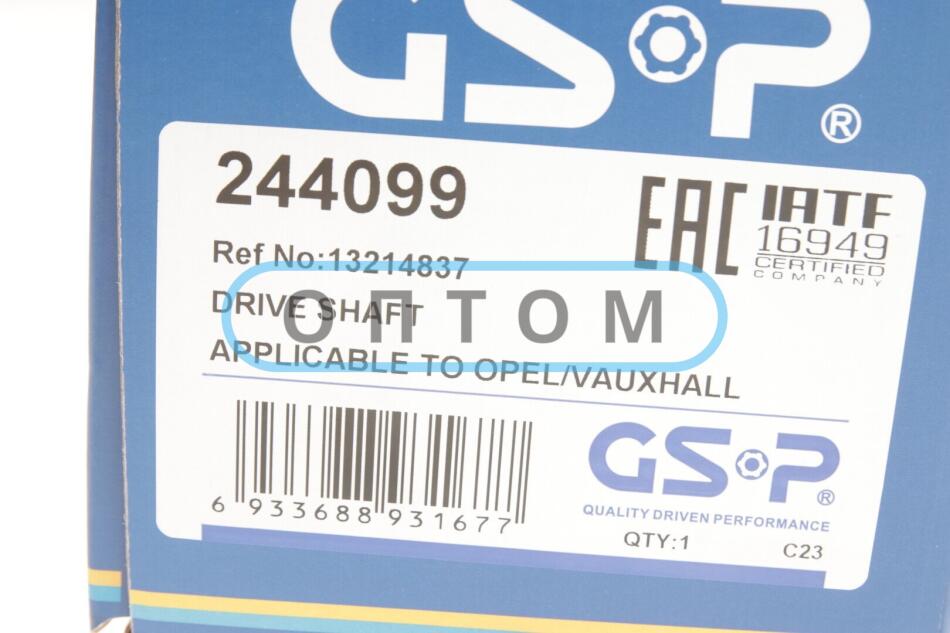 GSP®
244099
EAC
IATF
16949
CERTIFIED
COMPANY
Ref No:13214837
DRIVE SHAFT
оптом
APPLICABLE TO OPEL/VAUXHALL
6 933688 931677
GSP®
QUALITY DRIVEN PERFORMANCE
QTY:1 C23